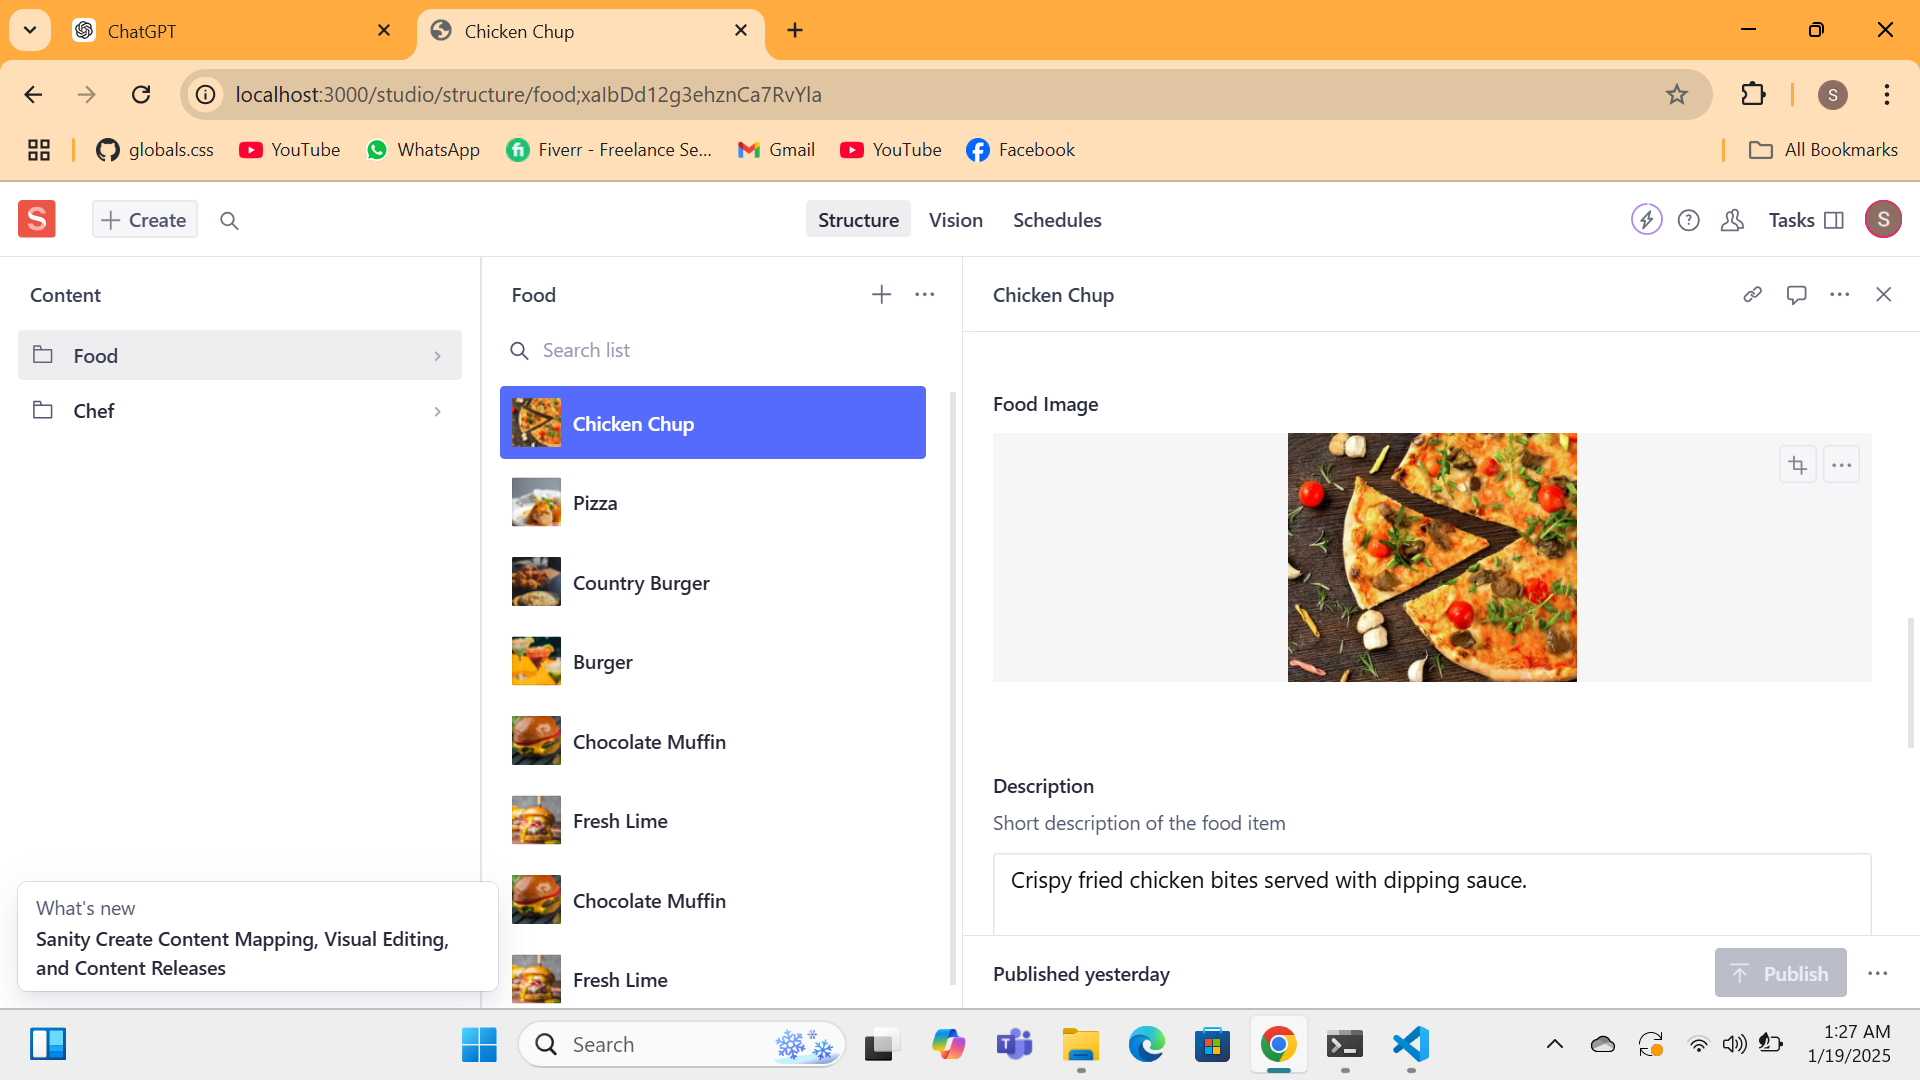 ChatGPT
Chicken Chup
localhost:3000/studio/structure/food;xaIbDd12g3ehznCa7RvYla
S
globals.css
YouTube
WhatsApp
Fiverr - Freelance Se...
Gmail
YouTube
Facebook
All Bookmarks
S
Create
Structure
Vision
Schedules
Tasks
S
Content
Food
Chef
What's new
Sanity Create Content Mapping, Visual Editing,
and Content Releases
Food
Search list
Chicken Chup
Pizza
Country Burger
Burger
Chocolate Muffin
Fresh Lime
Chocolate Muffin
Fresh Lime
Chicken Chup
Food Image
Description
Short description of the food item
Crispy fried chicken bites served with dipping sauce.
Published yesterday
Publish
Search
1:27 AM
1/19/2025